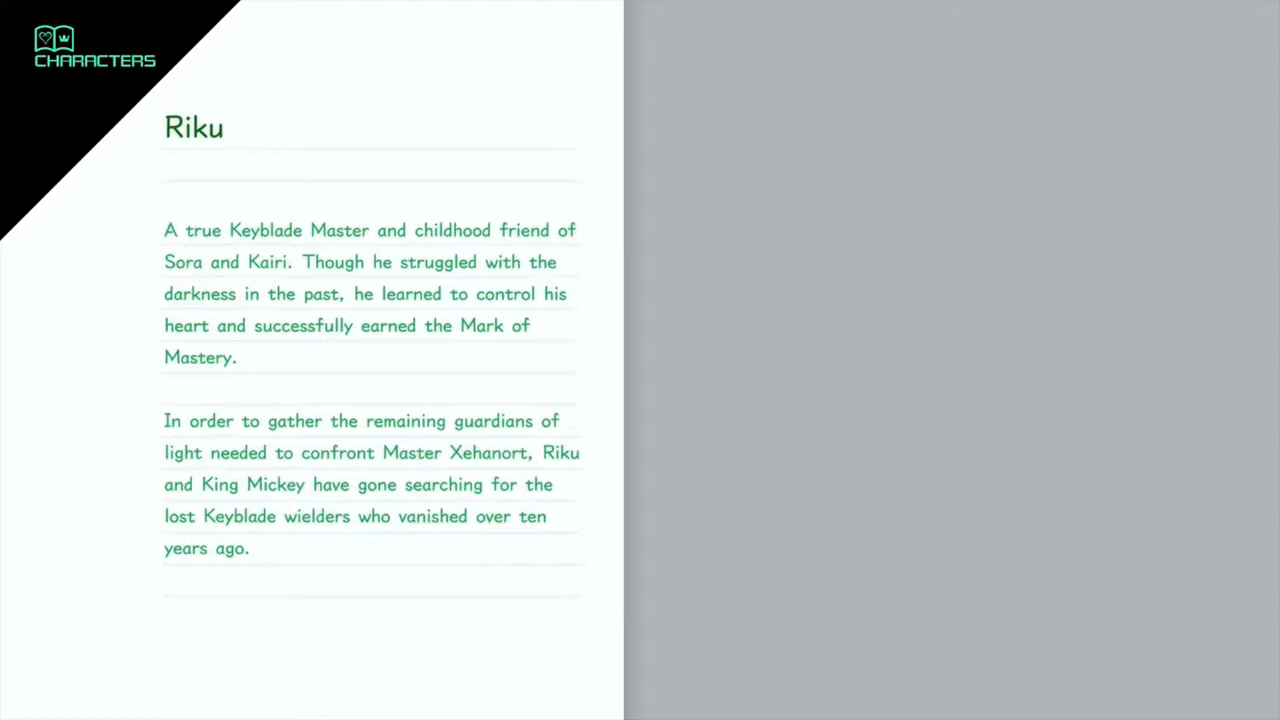 CHARACTERS
Riku
A true Keyblade Master and childhood friend of
Sora and Kairi. Though he struggled with the
darkness in the past, he learned to control his
heart and successfully earned the Mark of
Mastery.
In order to gather the remaining guardians of
light needed to confront Master Xehanort, Riku
and King Mickey have gone searching for the
lost Keyblade wielders who vanished over ten
years ago.